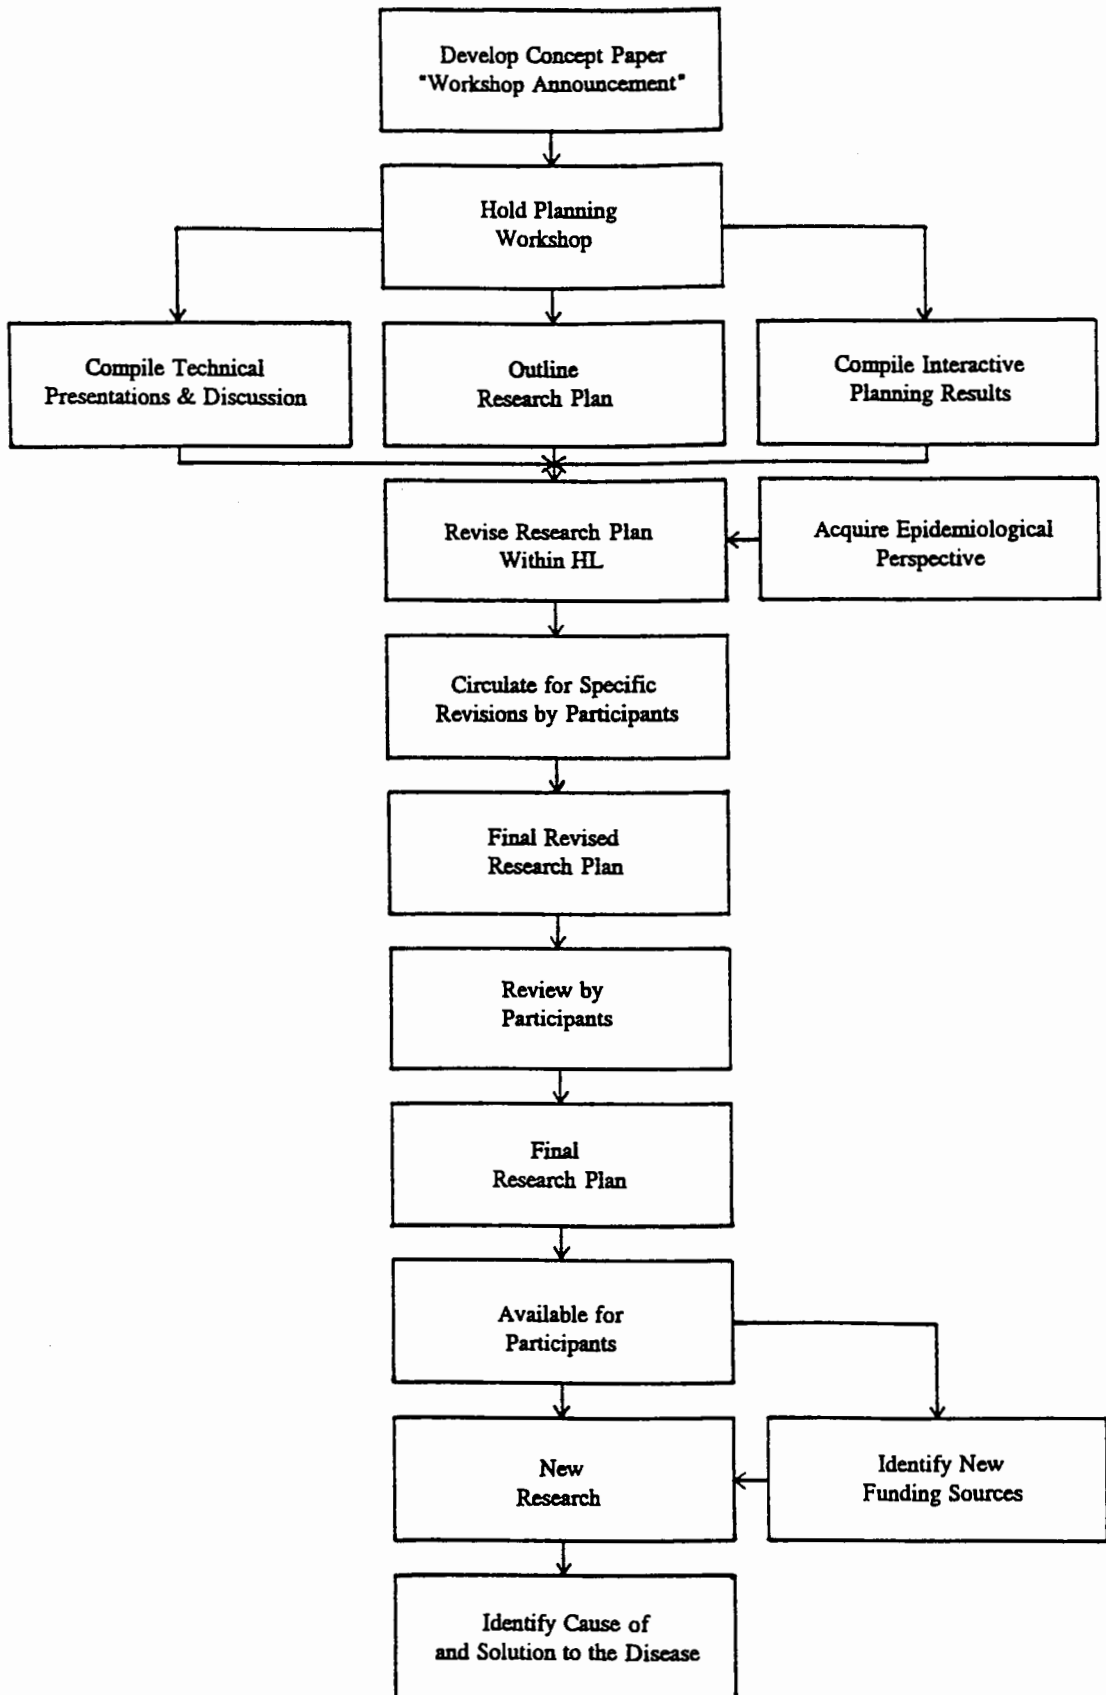 Develop Concept Paper
"Workshop Announcement"
Hold Planning
Workshop
Compile Technical
Presentations & Discussion
Outline
Research Plan
Compile Interactive
Planning Results
Revise Research Plan
Within HL
Acquire Epidemiological
Perspective
Circulate for Specific
Revisions by Participants
Final Revised
Research Plan
Review by
Participants
Final
Research Plan
Available for
Participants
New
Research
Identify New
Funding Sources
Identify Cause of
and Solution to the Disease